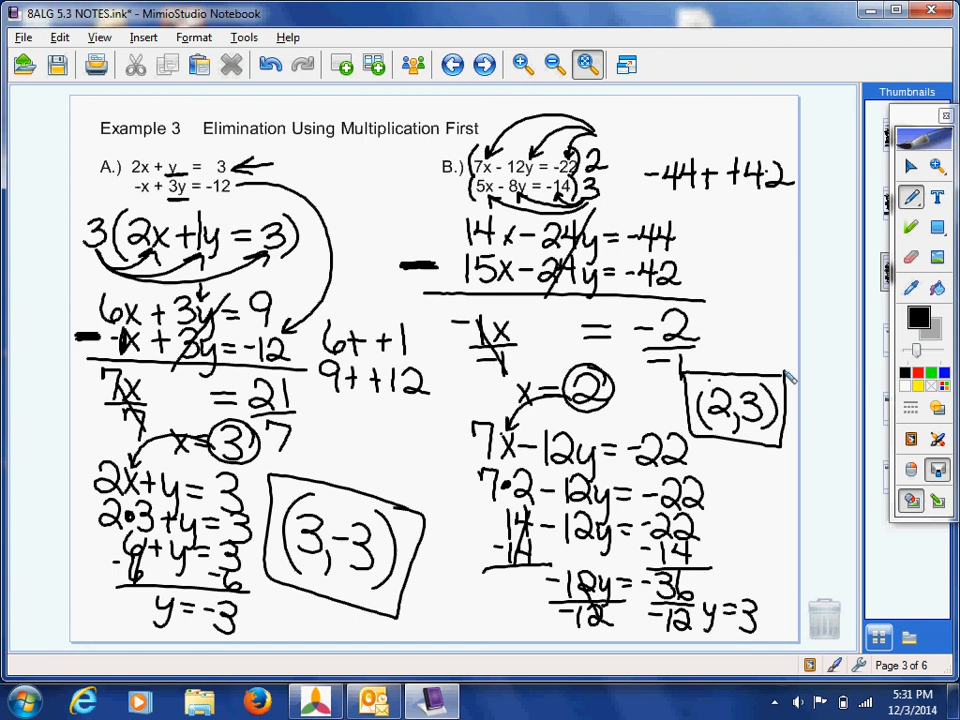 8ALG 5.3 NOTES.ink* - MimioStudio Notebook
File Edit View Insert Format Tools Help
Thumbnails
Example 3 Elimination Using Multiplication First
A.) 2x + y = 3
-x + 3y = -12
3(2x+1y = 3)
6x + 3y = 9
- -1x + 3y = -12
7x = 21
7 7
x = 3
2x+y = 3
2•3+y = 3
6+y = 3
-6 -6
y = -3
6+ +1
9+ +12
(3,-3)
B.) (7x - 12y = -22)2
(5x - 8y = -14)3
-44+ +42
14x-24y = -44
- 15x-24y = -42
-1x = -2
-1 -1
x = 2
(2,3)
7x-12y = -22
7•2-12y = -22
14-12y = -22
-14 -14
-12y = -36
-12 -12
y = 3
Page 3 of 6
5:31 PM
12/3/2014